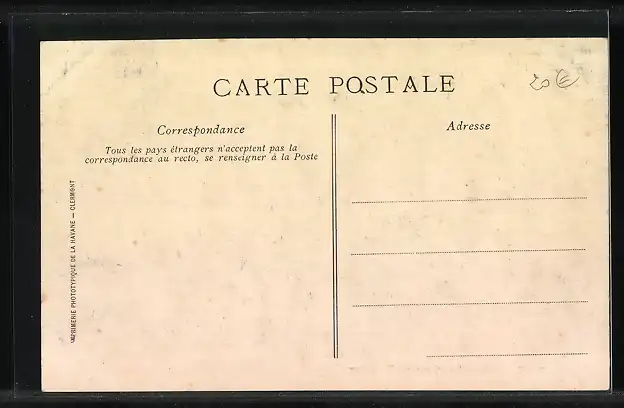 CARTE POSTALE
20€
Correspondance
Tous les pays étrangers n'acceptent pas la
correspondance au recto, se renseigner à la Poste
Adresse
IMPRIMERIE PHOTOTYPIQUE DE LA HAVANE — CLERMONT